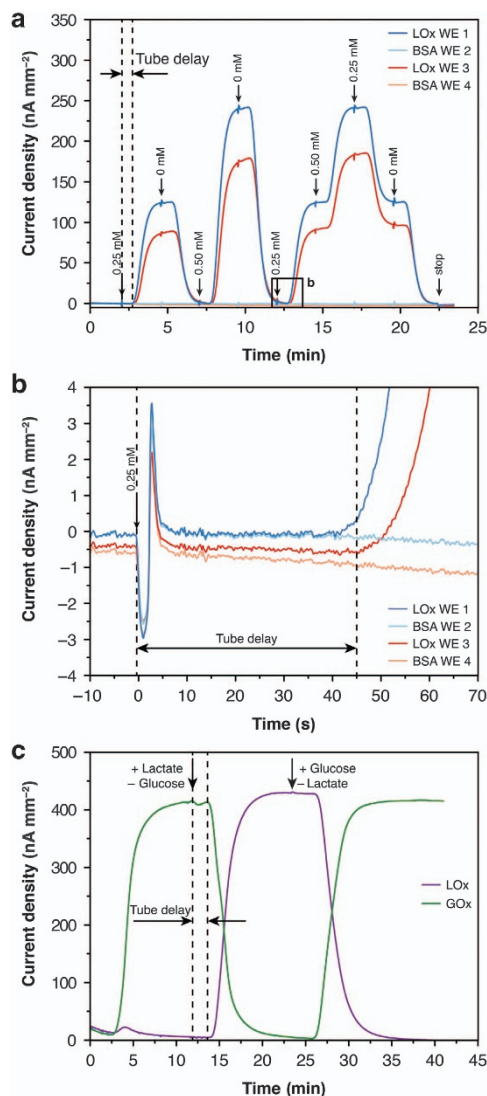 a
Current density (nA mm⁻²)
350
300
250
200
150
100
50
0
Tube delay
0.25 mM
0 mM
0.50 mM
0 mM
0.25 mM
0.50 mM
0.25 mM
0 mM
stop
b
LOx WE 1
BSA WE 2
LOx WE 3
BSA WE 4
0 5 10 15 20 25
Time (min)
b
Current density (nA mm⁻²)
4
3
2
1
0
−1
−2
−3
−4
0.25 mM
Tube delay
LOx WE 1
BSA WE 2
LOx WE 3
BSA WE 4
−10 0 10 20 30 40 50 60 70
Time (s)
c
Current density (nA mm⁻²)
500
400
300
200
100
0
+ Lactate
− Glucose
+ Glucose
− Lactate
Tube delay
LOx
GOx
0 5 10 15 20 25 30 35 40 45
Time (min)